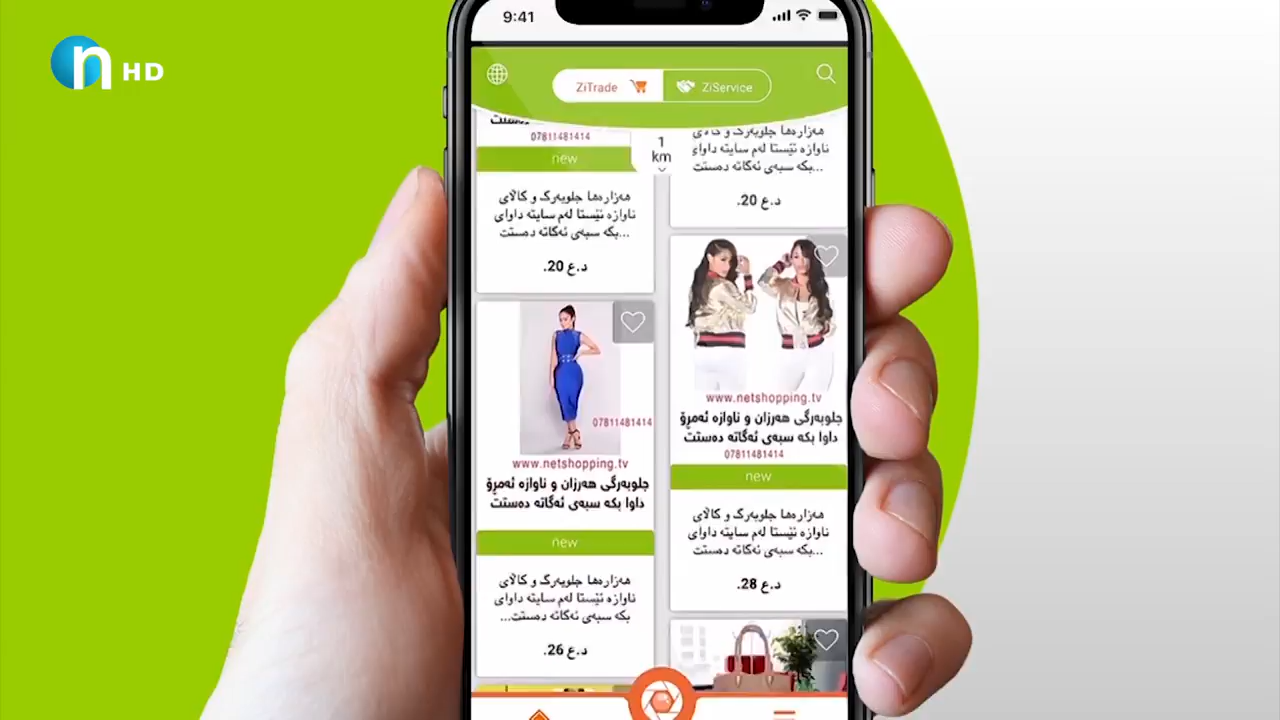 n HD
9:41
ZiTrade
ZiService
1
km
07811481414
new
هەزارەها جلوبەرگ و کاڵای
ناوازە ئێستا لەم سایتە داوای
بکە سبەی ئەگاتە دەستت...
د.ع 20.
www.netshopping.tv
07811481414
جلوبەرگی هەرزان و ناوازە ئەمڕۆ
داوا بکە سبەی ئەگاتە دەستت
new
هەزارەها جلوبەرگ و کاڵای
ناوازە ئێستا لەم سایتە داوای
بکە سبەی ئەگاتە دەستت...
د.ع 26.
هەزارەها جلوبەرگ و کاڵای
ناوازە ئێستا لەم سایتە داوای
بکە سبەی ئەگاتە دەستت...
د.ع 20.
www.netshopping.tv
جلوبەرگی هەرزان و ناوازە ئەمڕۆ
داوا بکە سبەی ئەگاتە دەستت
07811481414
new
هەزارەها جلوبەرگ و کاڵای
ناوازە ئێستا لەم سایتە داوای
بکە سبەی ئەگاتە دەستت...
د.ع 28.